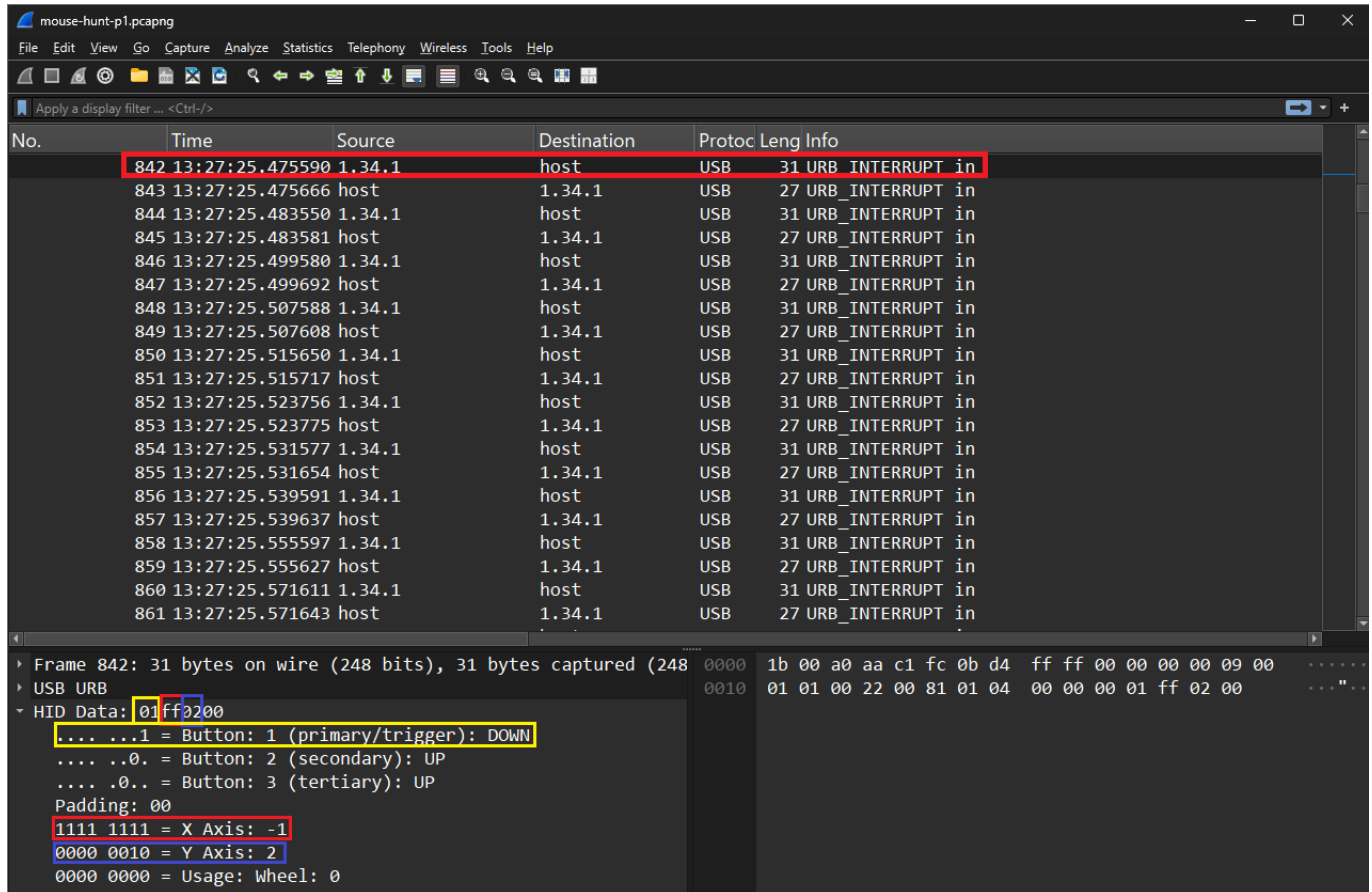 mouse-hunt-p1.pcapng
File Edit View Go Capture Analyze Statistics Telephony Wireless Tools Help
Apply a display filter ... <Ctrl-/>
No. Time Source Destination Protoc Leng Info
842 13:27:25.475590 1.34.1 host USB 31 URB_INTERRUPT in
843 13:27:25.475666 host 1.34.1 USB 27 URB_INTERRUPT in
844 13:27:25.483550 1.34.1 host USB 31 URB_INTERRUPT in
845 13:27:25.483581 host 1.34.1 USB 27 URB_INTERRUPT in
846 13:27:25.499580 1.34.1 host USB 31 URB_INTERRUPT in
847 13:27:25.499692 host 1.34.1 USB 27 URB_INTERRUPT in
848 13:27:25.507588 1.34.1 host USB 31 URB_INTERRUPT in
849 13:27:25.507608 host 1.34.1 USB 27 URB_INTERRUPT in
850 13:27:25.515650 1.34.1 host USB 31 URB_INTERRUPT in
851 13:27:25.515717 host 1.34.1 USB 27 URB_INTERRUPT in
852 13:27:25.523756 1.34.1 host USB 31 URB_INTERRUPT in
853 13:27:25.523775 host 1.34.1 USB 27 URB_INTERRUPT in
854 13:27:25.531577 1.34.1 host USB 31 URB_INTERRUPT in
855 13:27:25.531654 host 1.34.1 USB 27 URB_INTERRUPT in
856 13:27:25.539591 1.34.1 host USB 31 URB_INTERRUPT in
857 13:27:25.539637 host 1.34.1 USB 27 URB_INTERRUPT in
858 13:27:25.555597 1.34.1 host USB 31 URB_INTERRUPT in
859 13:27:25.555627 host 1.34.1 USB 27 URB_INTERRUPT in
860 13:27:25.571611 1.34.1 host USB 31 URB_INTERRUPT in
861 13:27:25.571643 host 1.34.1 USB 27 URB_INTERRUPT in
Frame 842: 31 bytes on wire (248 bits), 31 bytes captured (248
USB URB
HID Data: 01ff0200
.... ...1 = Button: 1 (primary/trigger): DOWN
.... ..0. = Button: 2 (secondary): UP
.... .0.. = Button: 3 (tertiary): UP
Padding: 00
1111 1111 = X Axis: -1
0000 0010 = Y Axis: 2
0000 0000 = Usage: Wheel: 0
0000 1b 00 a0 aa c1 fc 0b d4 ff ff 00 00 00 00 09 00 ......
0010 01 01 00 22 00 81 01 04 00 00 00 01 ff 02 00 ..."..